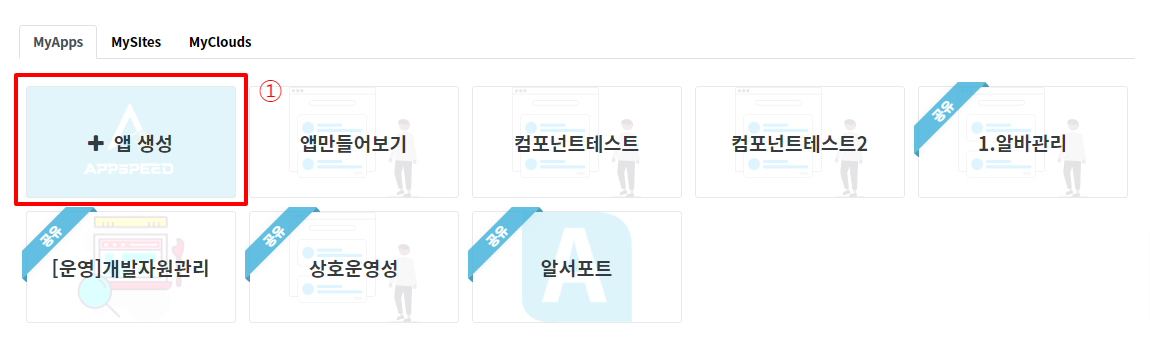 MyApps MySItes MyClouds
①
+ 앱 생성
APPSPEED
앱만들어보기
컴포넌트테스트
컴포넌트테스트2
공유
1.알바관리
공유
[운영]개발자원관리
공유
상호운영성
공유
알서포트